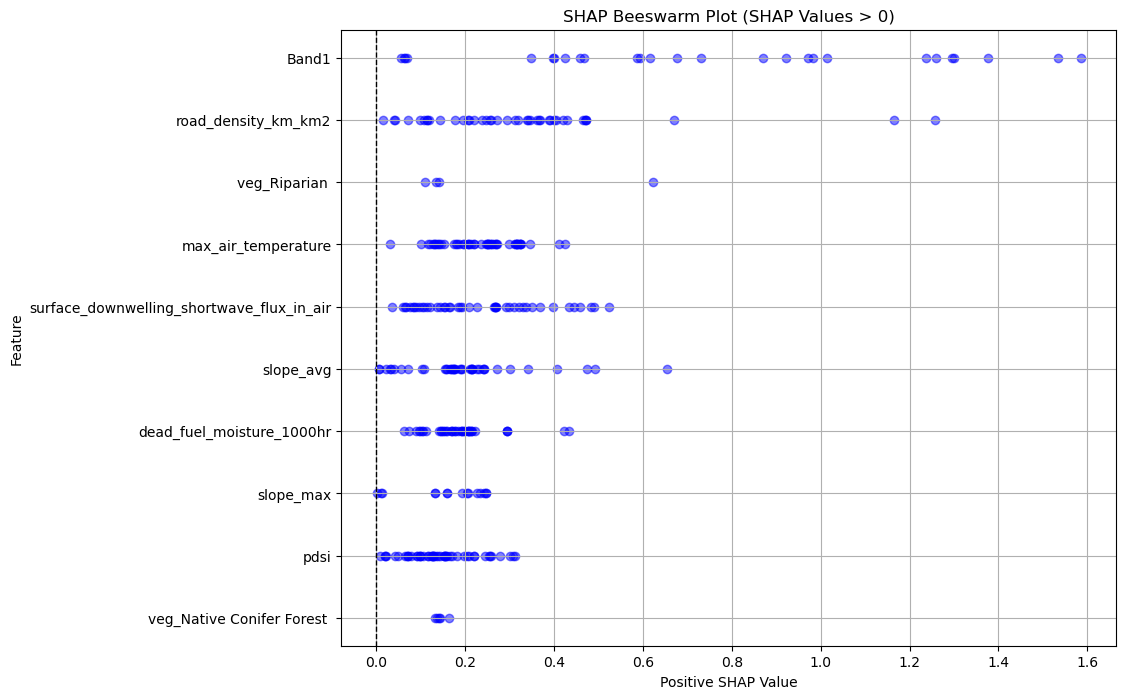 SHAP Beeswarm Plot (SHAP Values > 0)
Feature
Band1
road_density_km_km2
veg_Riparian
max_air_temperature
surface_downwelling_shortwave_flux_in_air
slope_avg
dead_fuel_moisture_1000hr
slope_max
pdsi
veg_Native Conifer Forest
0.0 0.2 0.4 0.6 0.8 1.0 1.2 1.4 1.6
Positive SHAP Value